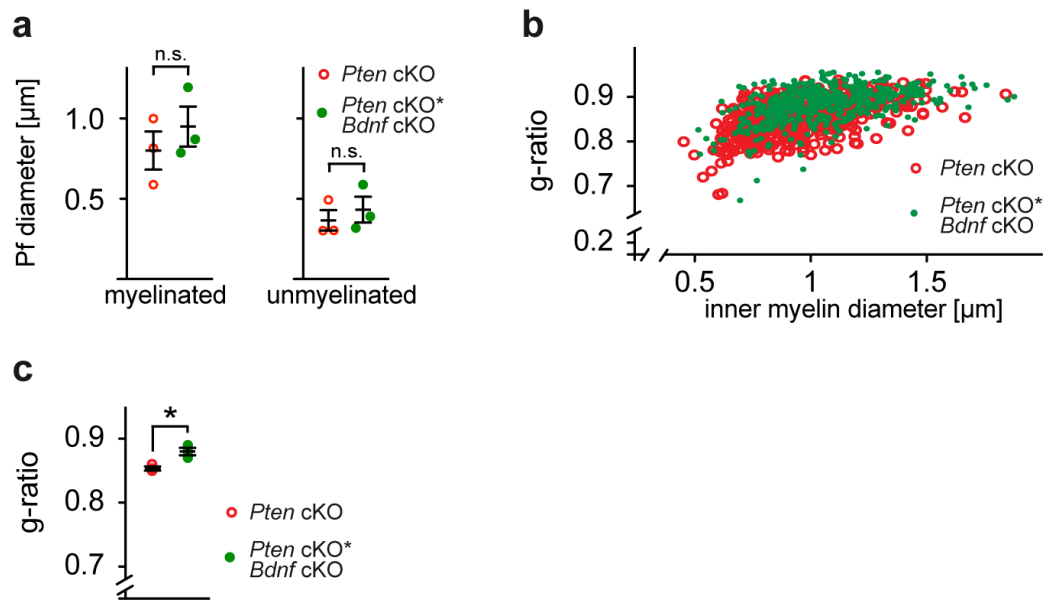 a
n.s.
Pf diameter [µm]
1.0
0.5
myelinated
n.s.
unmyelinated
Pten cKO
Pten cKO*
Bdnf cKO
b
g-ratio
0.9
0.8
0.7
0.2
0.5
1
1.5
inner myelin diameter [µm]
Pten cKO
Pten cKO*
Bdnf cKO
c
*
g-ratio
0.9
0.8
0.7
Pten cKO
Pten cKO*
Bdnf cKO